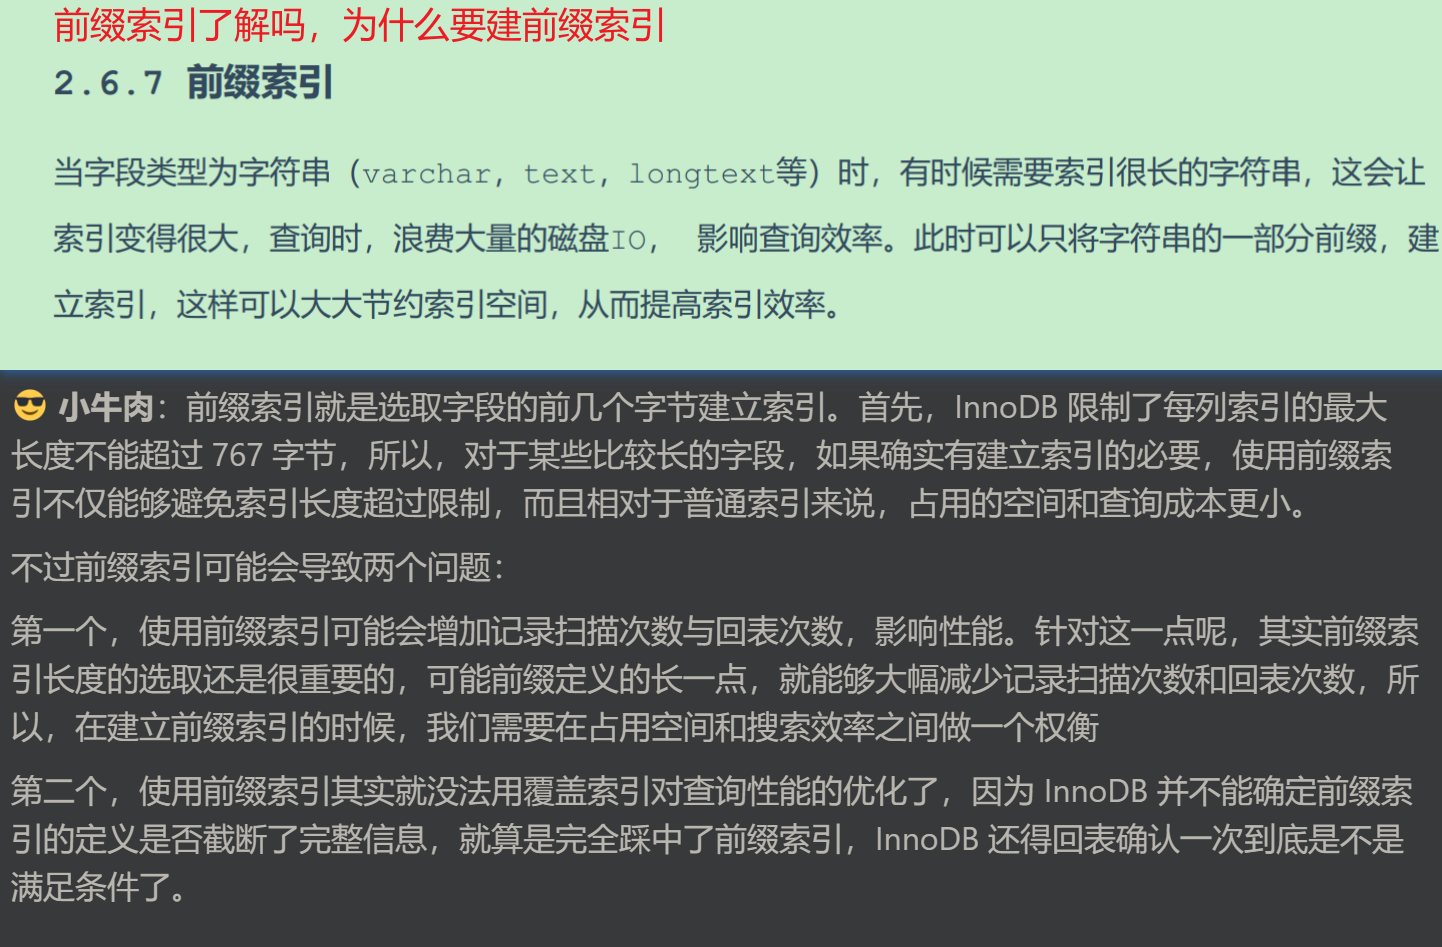 前缀索引了解吗，为什么要建前缀索引
2.6.7 前缀索引
当字段类型为字符串（varchar，text，longtext等）时，有时候需要索引很长的字符串，这会让
索引变得很大，查询时，浪费大量的磁盘IO， 影响查询效率。此时可以只将字符串的一部分前缀，建
立索引，这样可以大大节约索引空间，从而提高索引效率。
😎 小牛肉：前缀索引就是选取字段的前几个字节建立索引。首先，InnoDB 限制了每列索引的最大
长度不能超过 767 字节，所以，对于某些比较长的字段，如果确实有建立索引的必要，使用前缀索
引不仅能够避免索引长度超过限制，而且相对于普通索引来说，占用的空间和查询成本更小。
不过前缀索引可能会导致两个问题：
第一个，使用前缀索引可能会增加记录扫描次数与回表次数，影响性能。针对这一点呢，其实前缀索
引长度的选取还是很重要的，可能前缀定义的长一点，就能够大幅减少记录扫描次数和回表次数，所
以，在建立前缀索引的时候，我们需要在占用空间和搜索效率之间做一个权衡
第二个，使用前缀索引其实就没法用覆盖索引对查询性能的优化了，因为 InnoDB 并不能确定前缀索
引的定义是否截断了完整信息，就算是完全踩中了前缀索引，InnoDB 还得回表确认一次到底是不是
满足条件了。